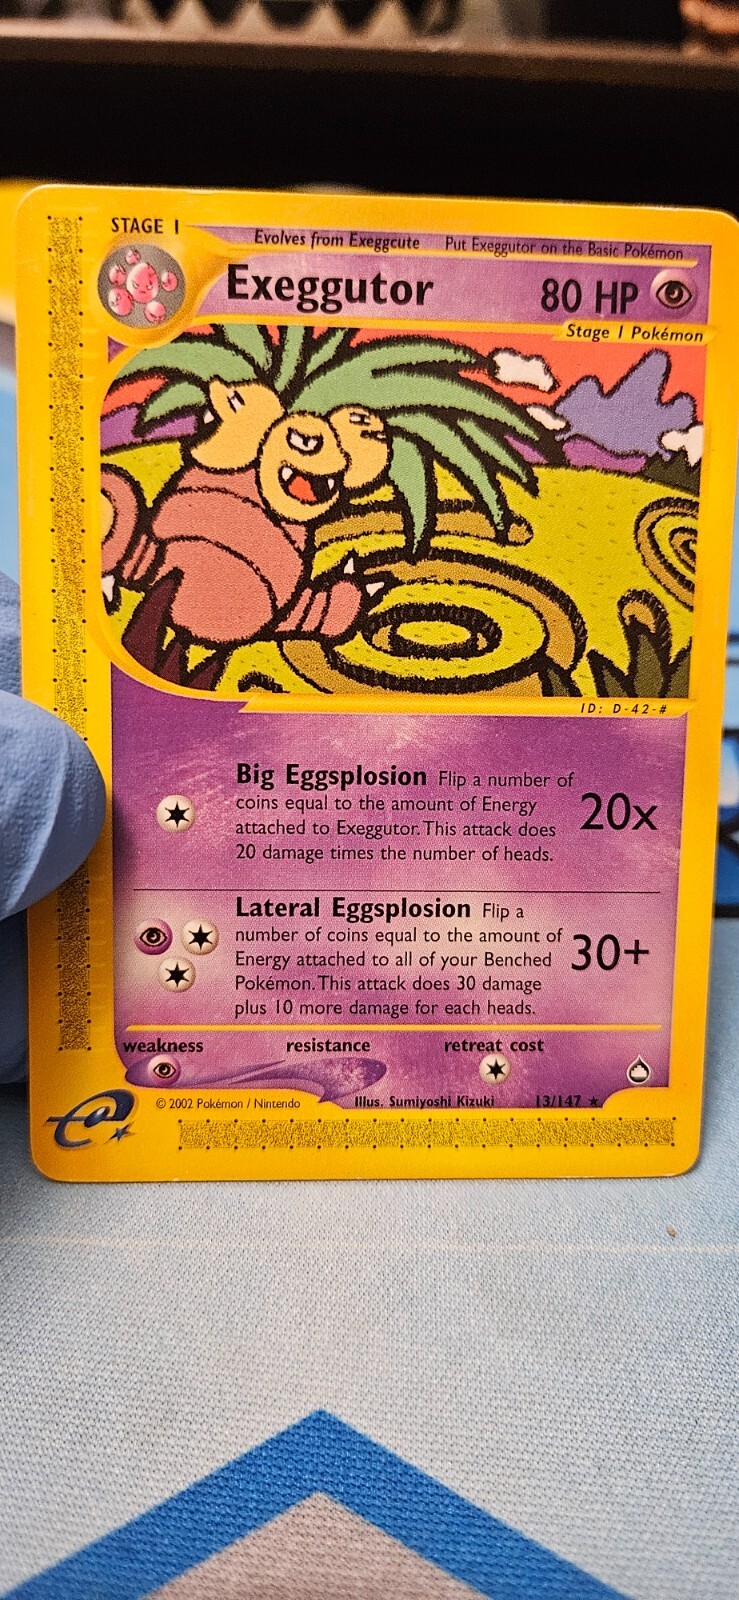 STAGE 1
Evolves from Exeggcute Put Exeggutor on the Basic Pokémon
Exeggutor 80 HP
Stage 1 Pokémon
ID: D-42-#
Big Eggsplosion Flip a number of
coins equal to the amount of Energy
attached to Exeggutor. This attack does
20 damage times the number of heads.
20x
Lateral Eggsplosion Flip a
number of coins equal to the amount of
Energy attached to all of your Benched
Pokémon. This attack does 30 damage
plus 10 more damage for each heads.
30+
weakness resistance retreat cost
e
© 2002 Pokémon / Nintendo Illus. Sumiyoshi Kizuki 13/147 ★